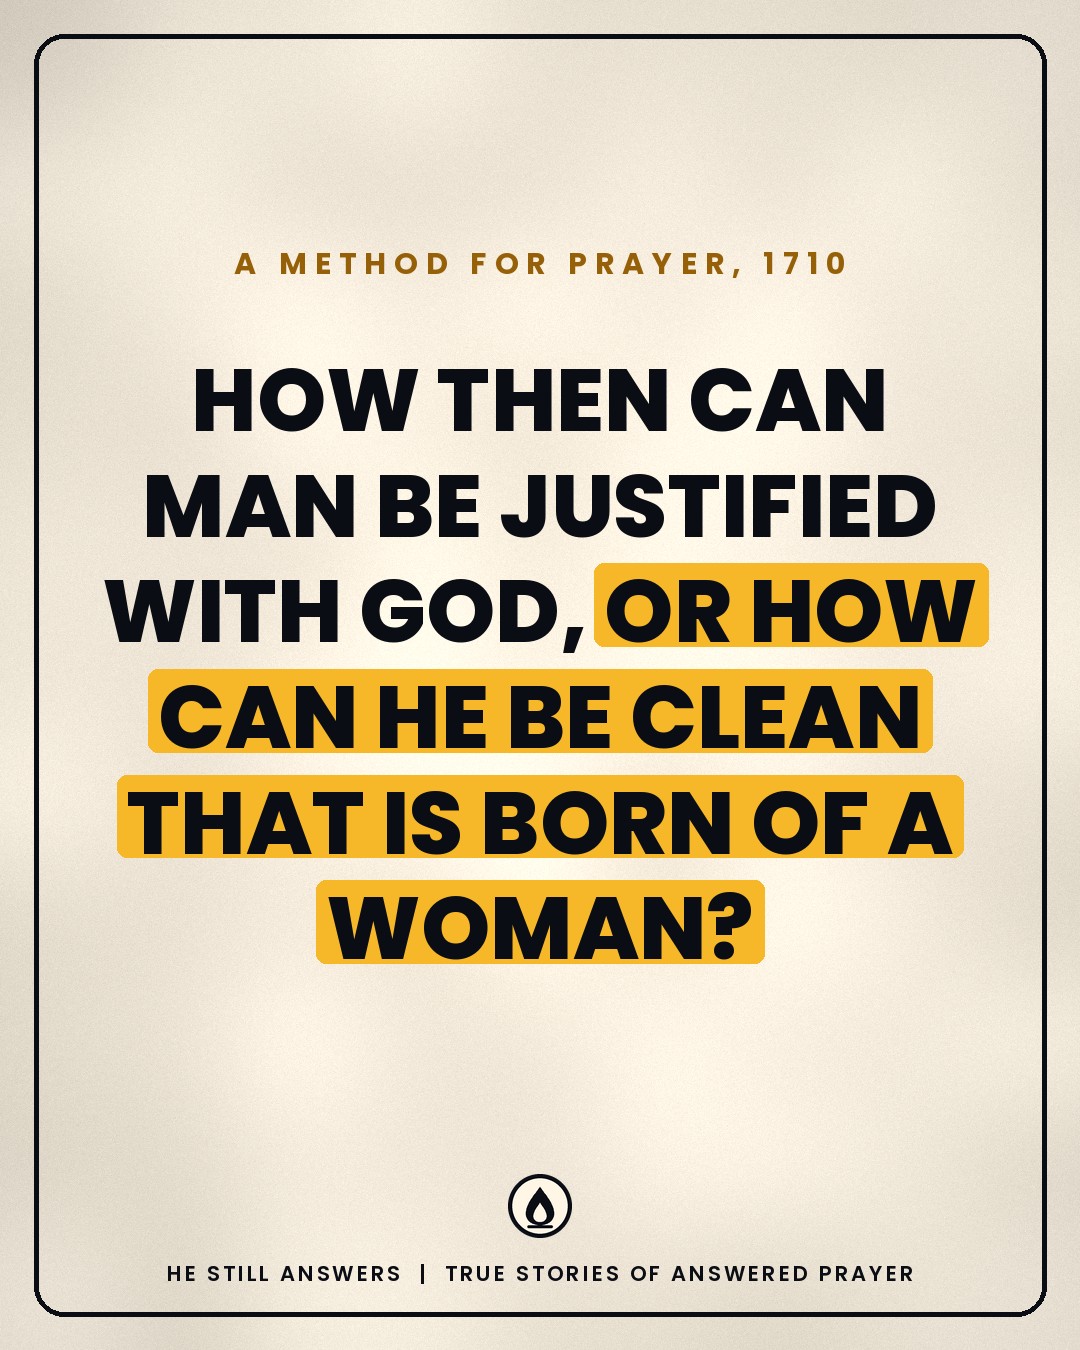 A METHOD FOR PRAYER, 1710
HOW THEN CAN
MAN BE JUSTIFIED
WITH GOD, OR HOW
CAN HE BE CLEAN
THAT IS BORN OF A
WOMAN?
HE STILL ANSWERS | TRUE STORIES OF ANSWERED PRAYER